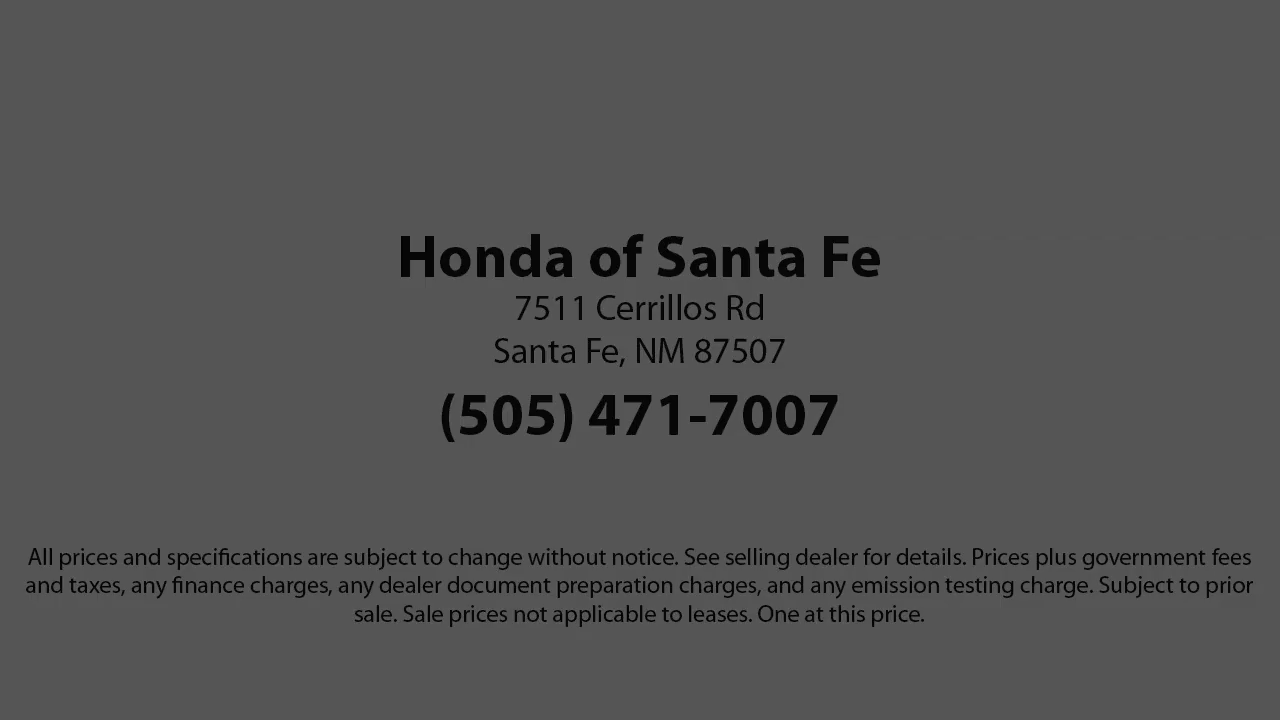 Honda of Santa Fe
7511 Cerrillos Rd
Santa Fe, NM 87507
(505) 471-7007
All prices and specifications are subject to change without notice. See selling dealer for details. Prices plus government fees
and taxes, any finance charges, any dealer document preparation charges, and any emission testing charge. Subject to prior
sale. Sale prices not applicable to leases. One at this price.